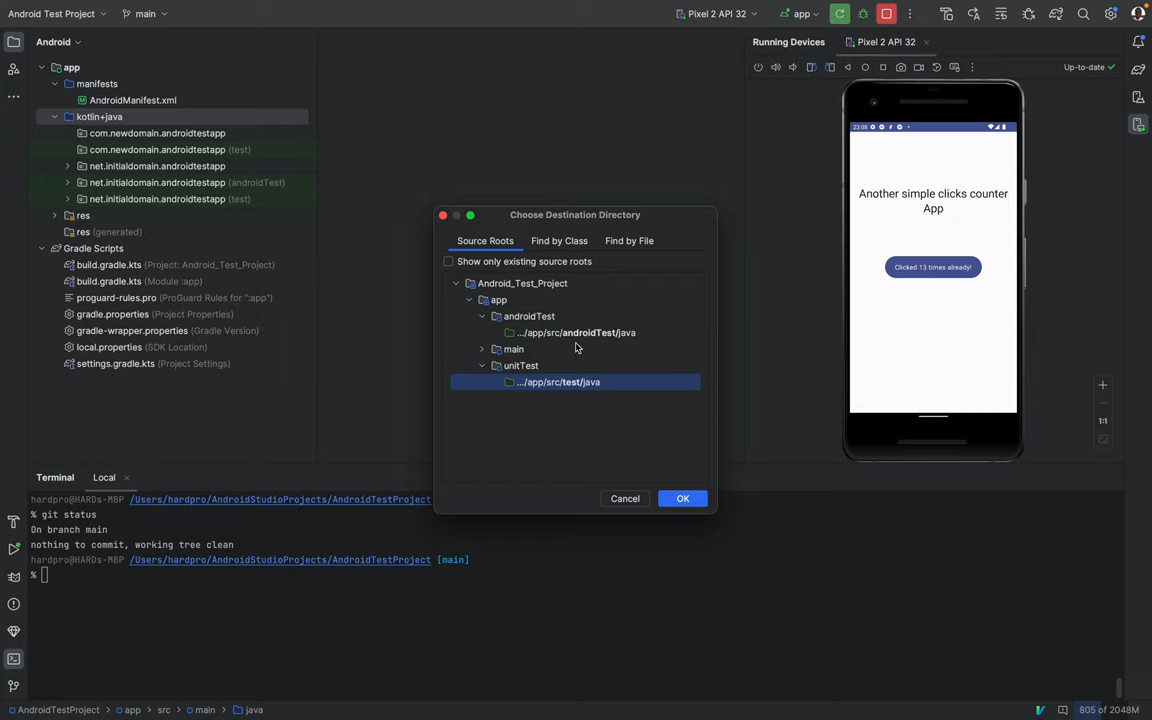 Android Test Project
main
Pixel 2 API 32
app
Android
Running Devices
Pixel 2 API 32
app
manifests
AndroidManifest.xml
kotlin+java
com.newdomain.androidtestapp
com.newdomain.androidtestapp (test)
net.initialdomain.androidtestapp
net.initialdomain.androidtestapp (androidTest)
net.initialdomain.androidtestapp (test)
res
res (generated)
Gradle Scripts
build.gradle.kts (Project: Android_Test_Project)
build.gradle.kts (Module :app)
proguard-rules.pro (ProGuard Rules for ":app")
gradle.properties (Project Properties)
gradle-wrapper.properties (Gradle Version)
local.properties (SDK Location)
settings.gradle.kts (Project Settings)
Choose Destination Directory
Source Roots
Find by Class
Find by File
Show only existing source roots
Android_Test_Project
app
androidTest
.../app/src/androidTest/java
main
unitTest
.../app/src/test/java
Cancel
OK
Up-to-date
23:06
Another simple clicks counter
App
Clicked 13 times already!
1:1
Terminal
Local
hardpro@HARDs-MBP /Users/hardpro/AndroidStudioProjects/AndroidTestProject
% git status
On branch main
nothing to commit, working tree clean
hardpro@HARDs-MBP /Users/hardpro/AndroidStudioProjects/AndroidTestProject [main]
%
AndroidTestProject > app > src > main > java
805 of 2048M